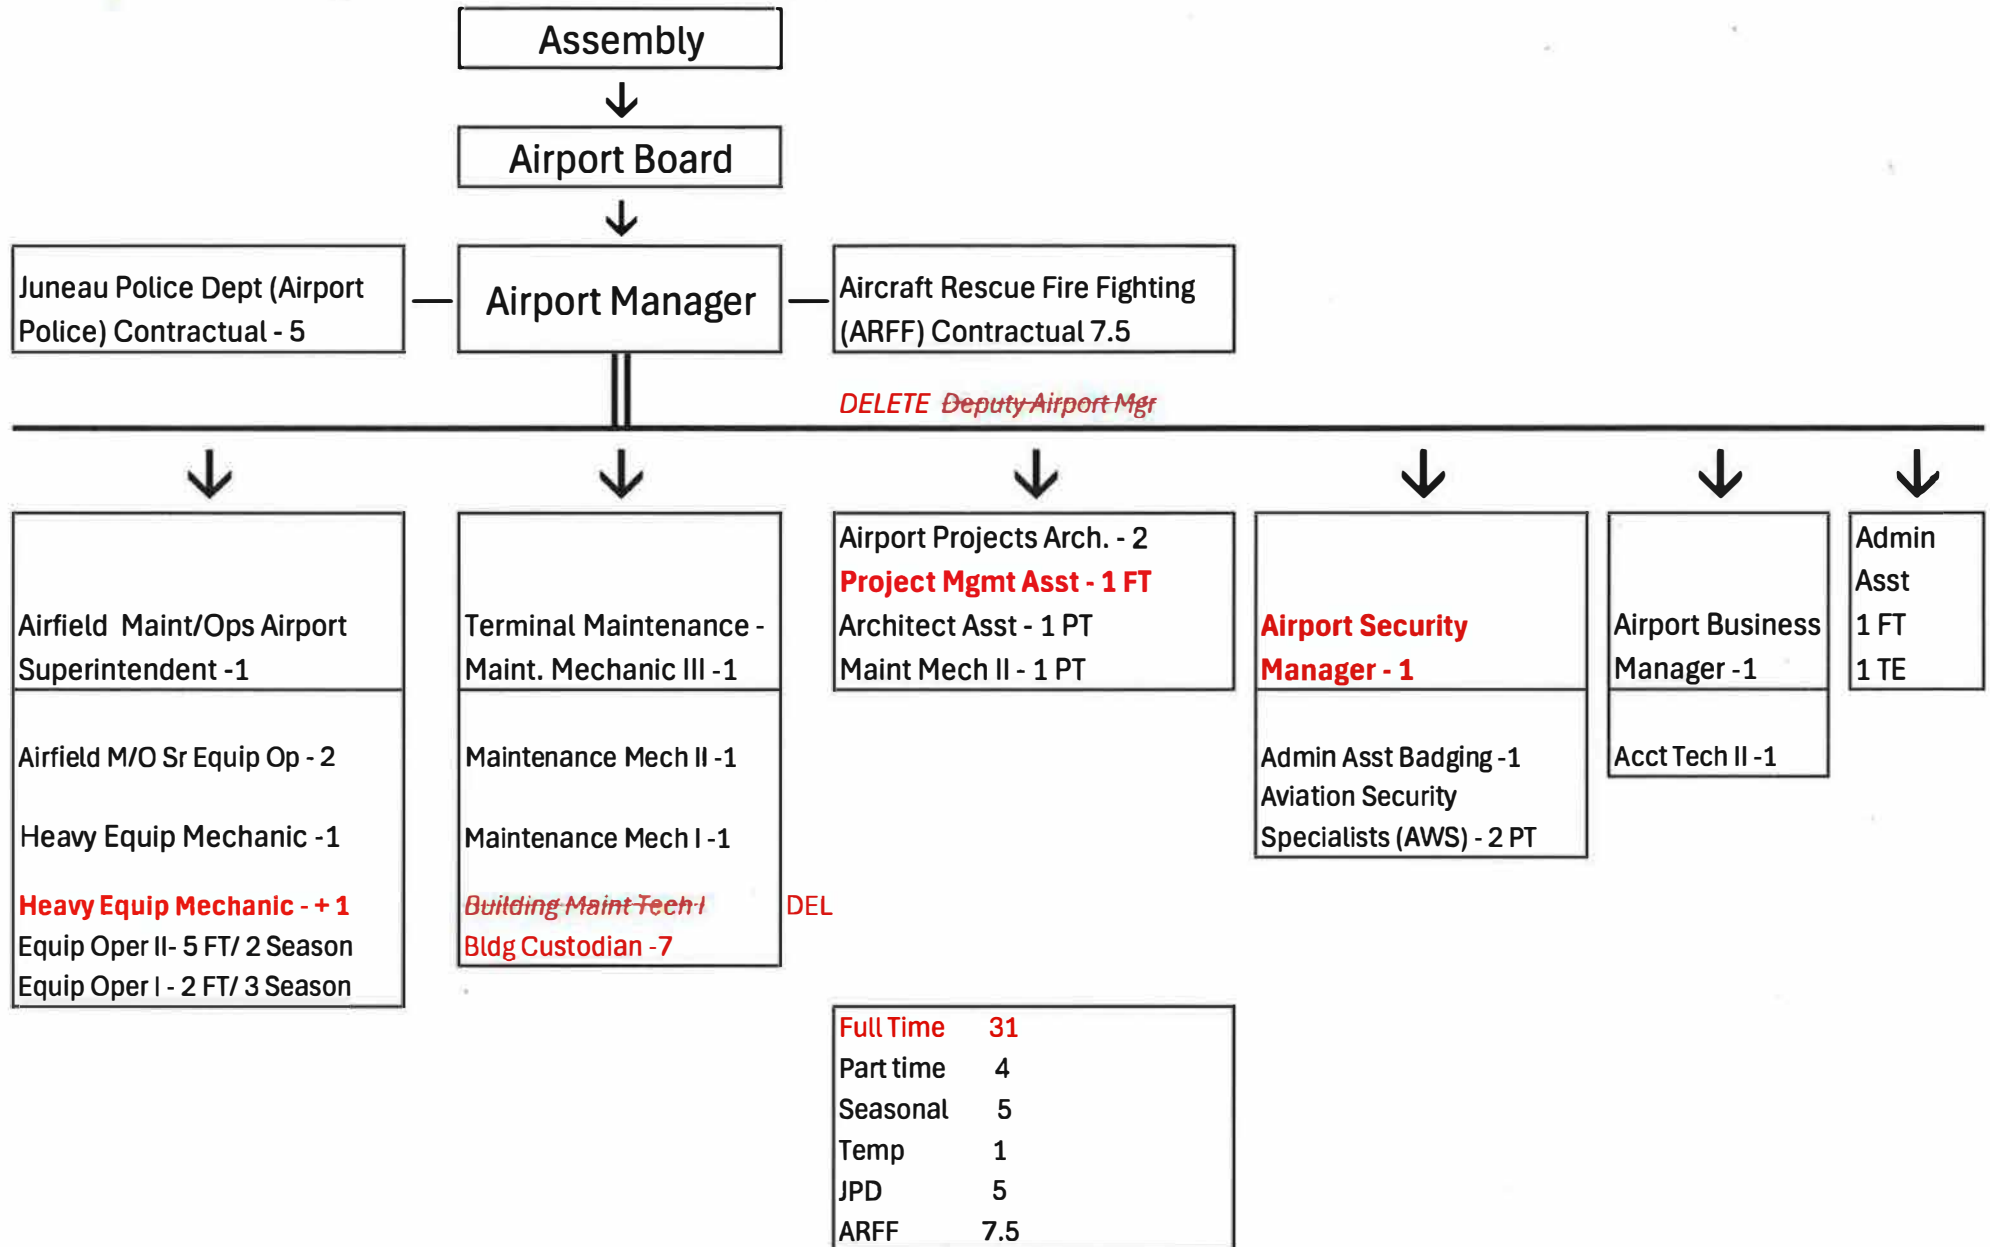 Assembly
Airport Board
Juneau Police Dept (Airport
Police) Contractual - 5
Airport Manager
Aircraft Rescue Fire Fighting
(ARFF) Contractual 7.5
DELETE Deputy Airport Mgr
Airfield Maint/Ops Airport
Superintendent -1
Airfield M/O Sr Equip Op - 2
Heavy Equip Mechanic -1
Heavy Equip Mechanic - + 1
Equip Oper II- 5 FT/ 2 Season
Equip Oper I - 2 FT/ 3 Season
Terminal Maintenance -
Maint. Mechanic III -1
Maintenance Mech II -1
Maintenance Mech I -1
Building Maint Tech I DEL
Bldg Custodian -7
Airport Projects Arch. - 2
Project Mgmt Asst - 1 FT
Architect Asst - 1 PT
Maint Mech II - 1 PT
Airport Security
Manager - 1
Admin Asst Badging -1
Aviation Security
Specialists (AWS) - 2 PT
Airport Business
Manager -1
Acct Tech II -1
Admin
Asst
1 FT
1 TE
Full Time 31
Part time 4
Seasonal 5
Temp 1
JPD 5
ARFF 7.5